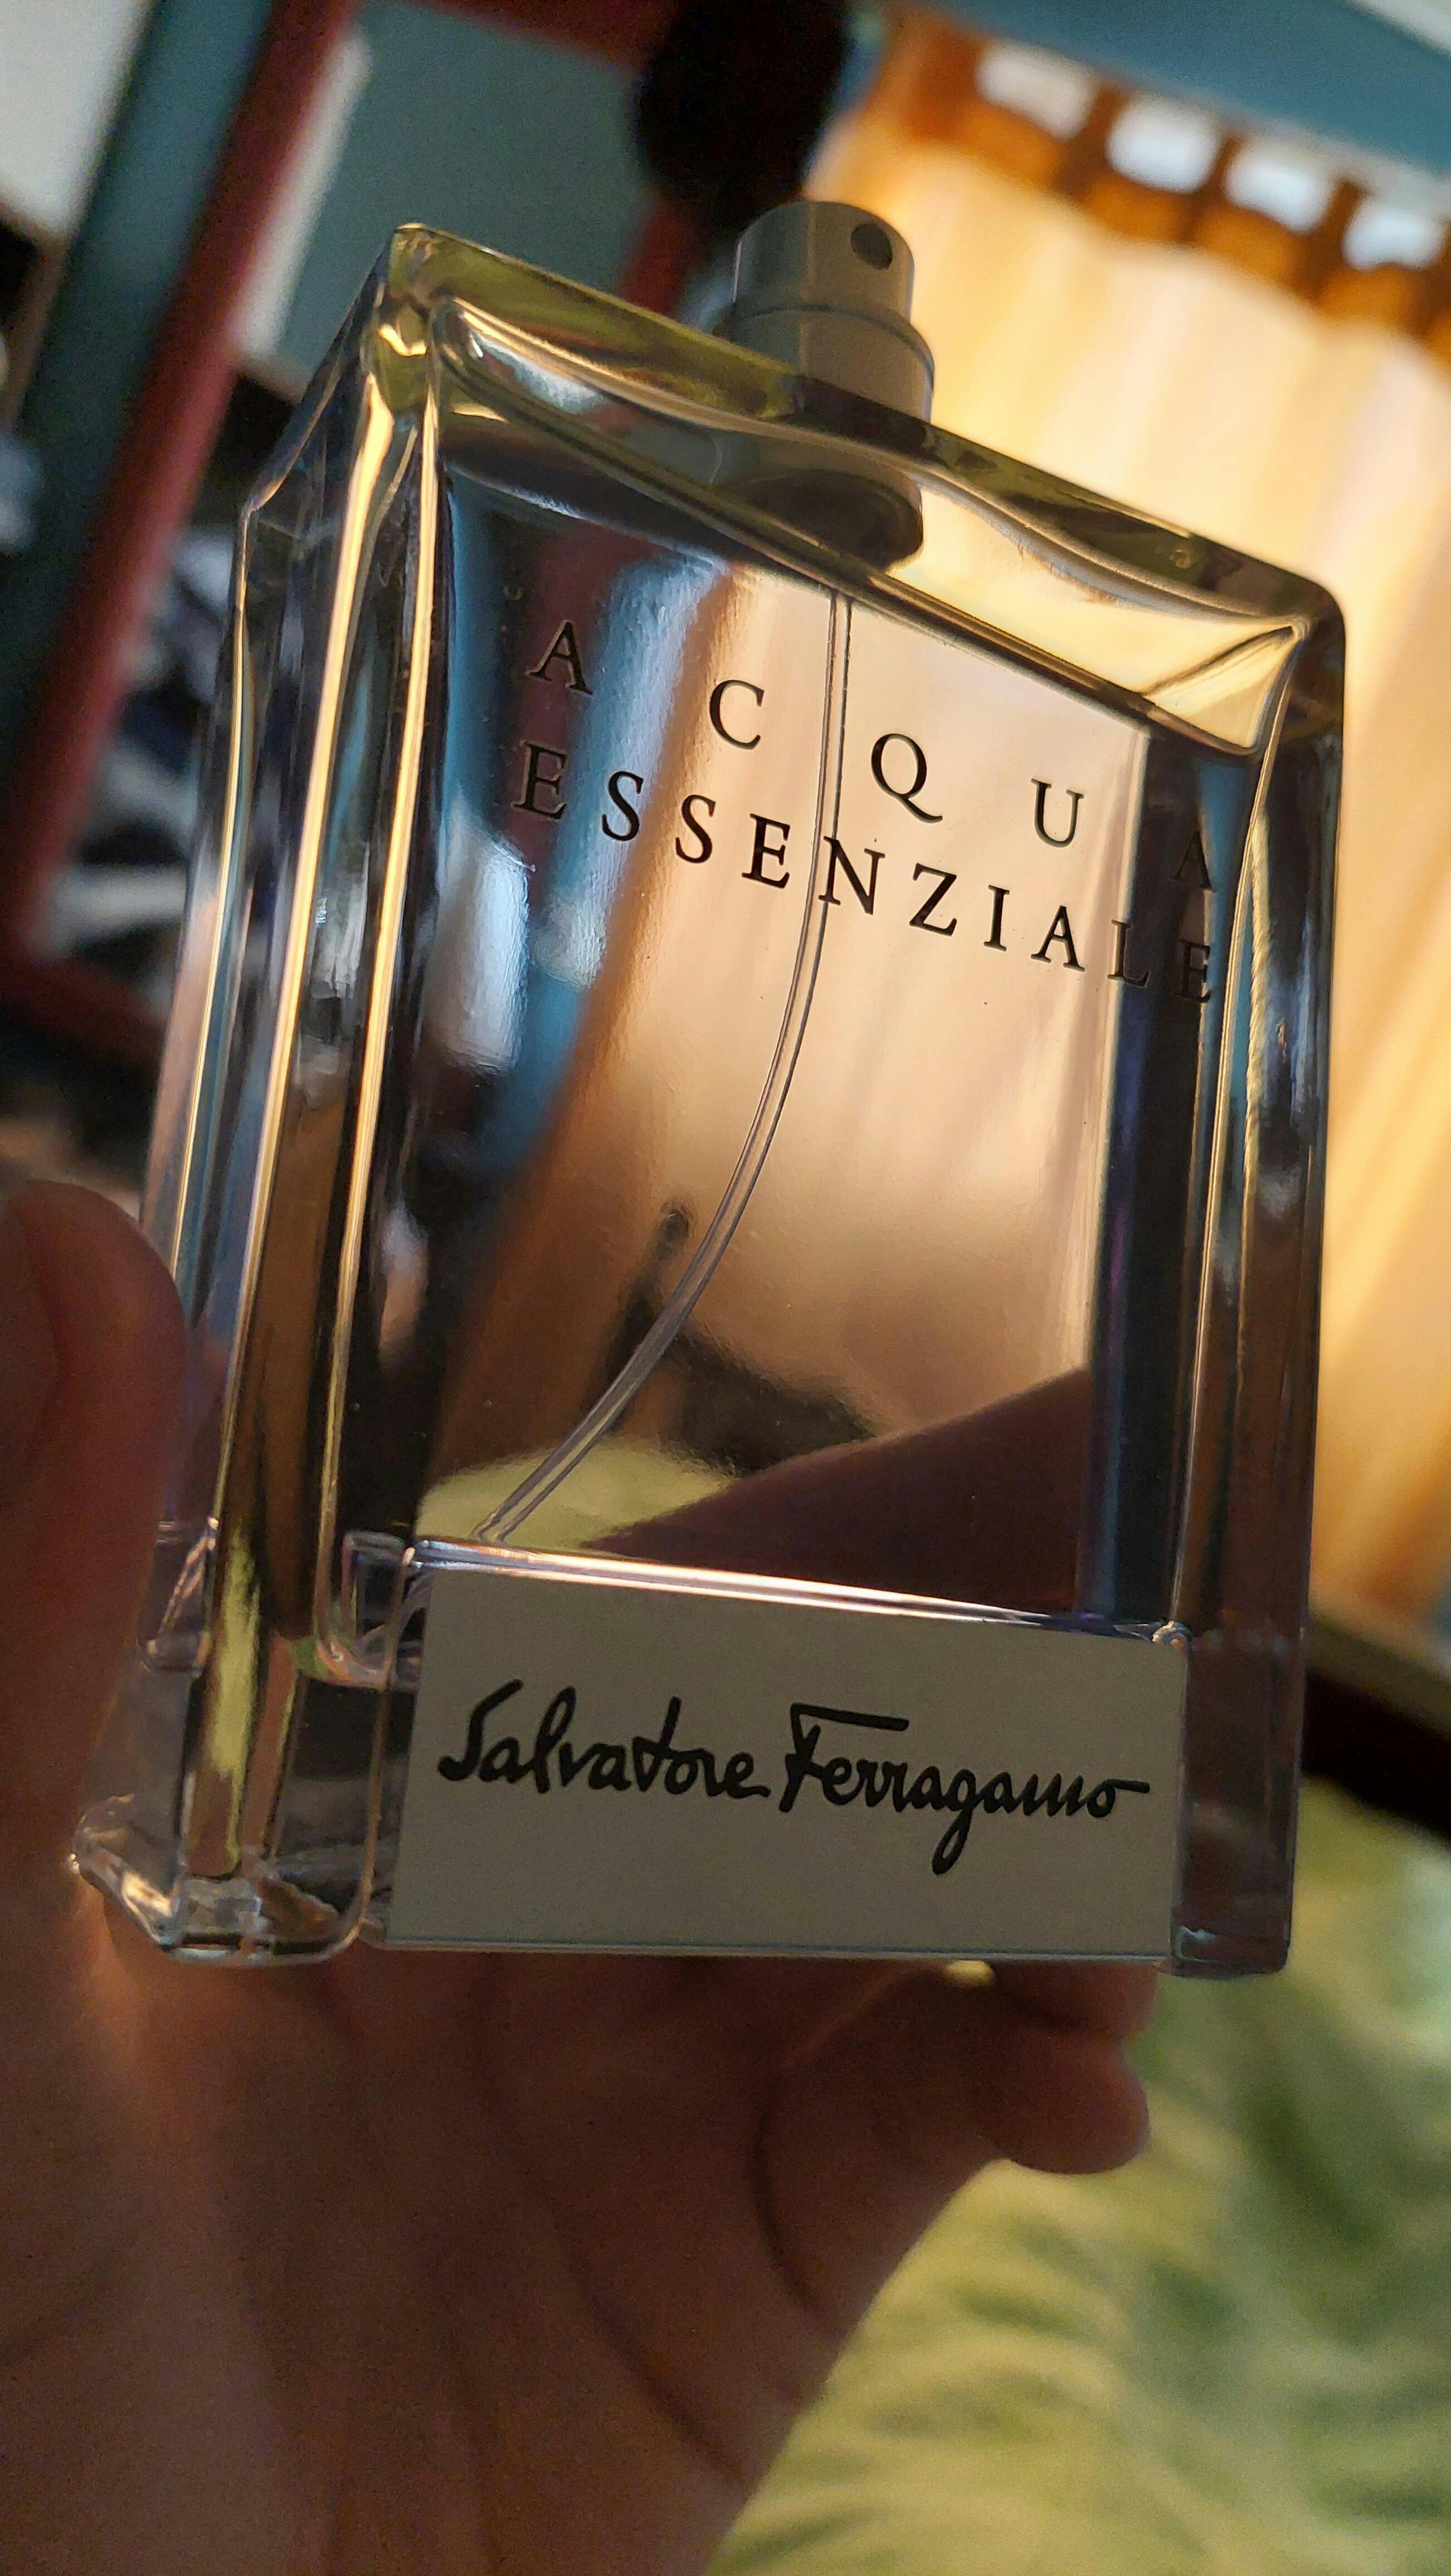 ACQUA
ESSENZIALE
Salvatore Ferragamo